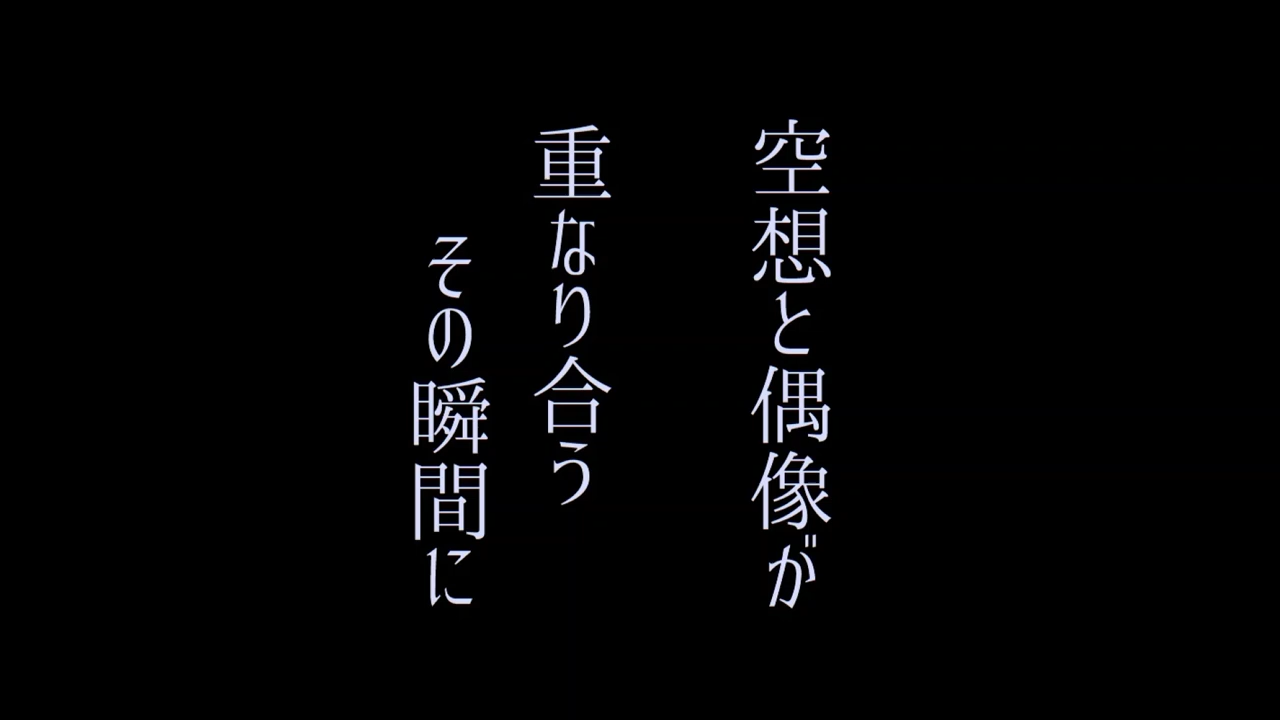 空想と偶像が
重なり合う
その瞬間に